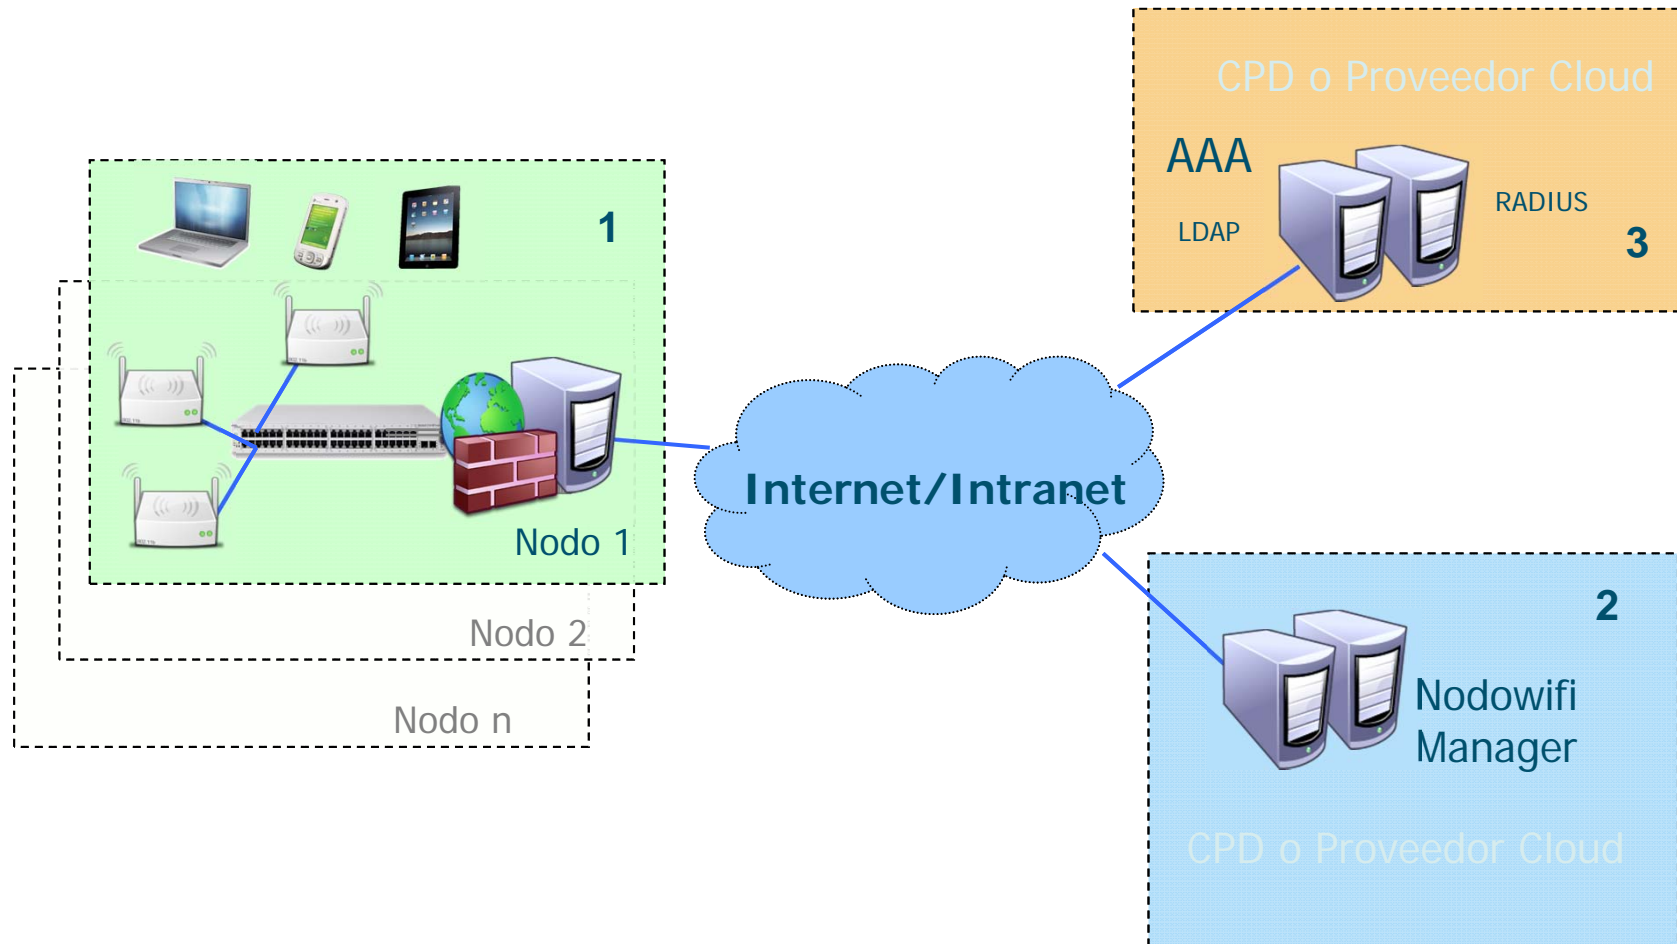 CPD o Proveedor Cloud
AAA
RADIUS
LDAP
3
1
Internet/Intranet
Nodo 1
Nodo 2
Nodo n
2
Nodowifi
Manager
CPD o Proveedor Cloud